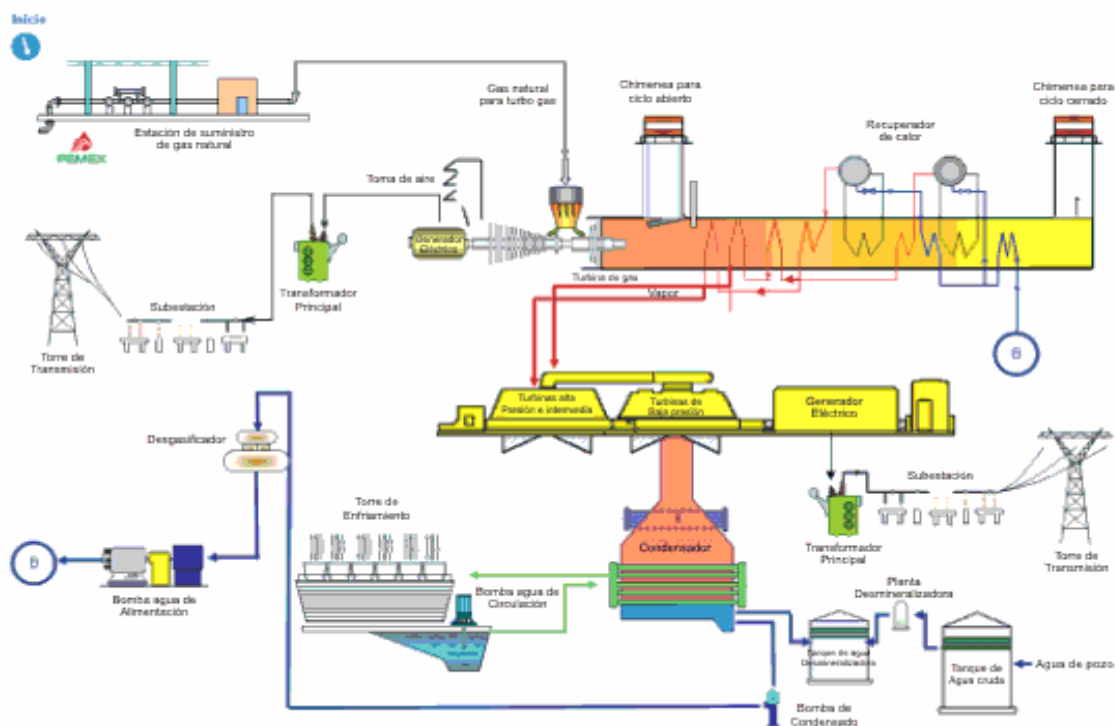 Inicio
Estación de suministro
de gas natural
PEMEX
Gas natural
para turbo gas
Chimenea para
ciclo abierto
Recuperador
de calor
Chimenea para
ciclo cerrado
Toma de aire
Generador
Eléctrico
Turbina de gas
Vapor
Transformador
Principal
Subestación
Torre de
Transmisión
Turbinas alta
Presión e intermedia
Turbinas de
Baja presión
Generador
Eléctrico
Desgasificador
Torre de
Enfriamiento
Condensador
Subestación
Transformador
Principal
Torre de
Transmisión
Bomba agua de
Alimentación
Bomba agua de
Circulación
Planta
Desmineralizadora
Tanque de agua
Desmineralizadora
Tanque de
Agua cruda
Agua de pozo
Bomba de
Condensado